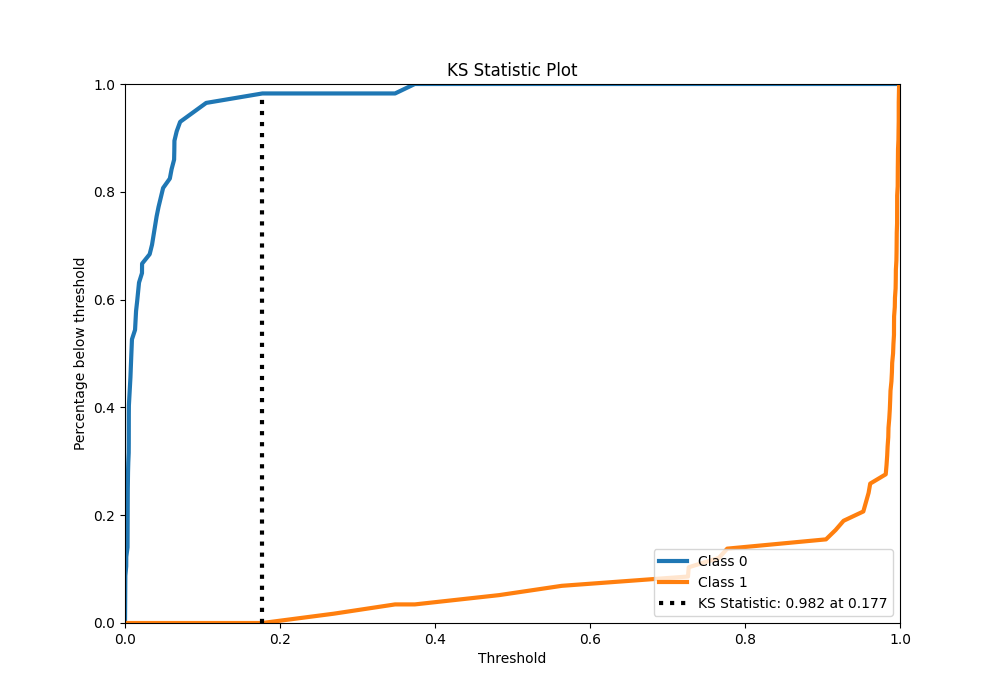 KS Statistic Plot
1.0
0.8
0.6
0.4
0.2
0.0
Percentage below threshold
0.0 0.2 0.4 0.6 0.8 1.0
Threshold
Class 0
Class 1
KS Statistic: 0.982 at 0.177